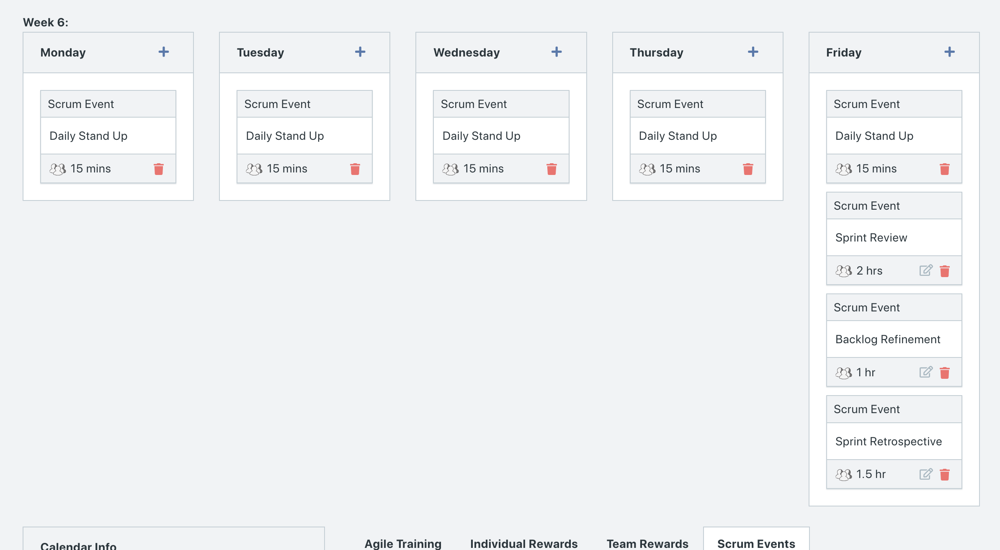 Week 6:
Monday
Scrum Event
Daily Stand Up
15 mins
Tuesday
Scrum Event
Daily Stand Up
15 mins
Wednesday
Scrum Event
Daily Stand Up
15 mins
Thursday
Scrum Event
Daily Stand Up
15 mins
Friday
Scrum Event
Daily Stand Up
15 mins
Scrum Event
Sprint Review
2 hrs
Scrum Event
Backlog Refinement
1 hr
Scrum Event
Sprint Retrospective
1.5 hr
Calendar Info
Agile Training
Individual Rewards
Team Rewards
Scrum Events